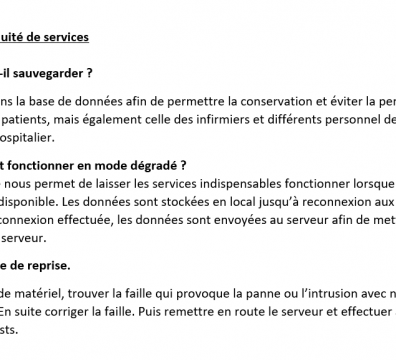 uité de services
-il sauvegarder ?
ns la base de données afin de permettre la conservation et éviter la per
patients, mais également celle des infirmiers et différents personnel de
ospitalier.
t fonctionner en mode dégradé ?
nous permet de laisser les services indispensables fonctionner lorsque
disponible. Les données sont stockées en local jusqu’à reconnexion aux
connexion effectuée, les données sont envoyées au serveur afin de met
serveur.
e de reprise.
de matériel, trouver la faille qui provoque la panne ou l’intrusion avec n
En suite corriger la faille. Puis remettre en route le serveur et effectuer
sts.